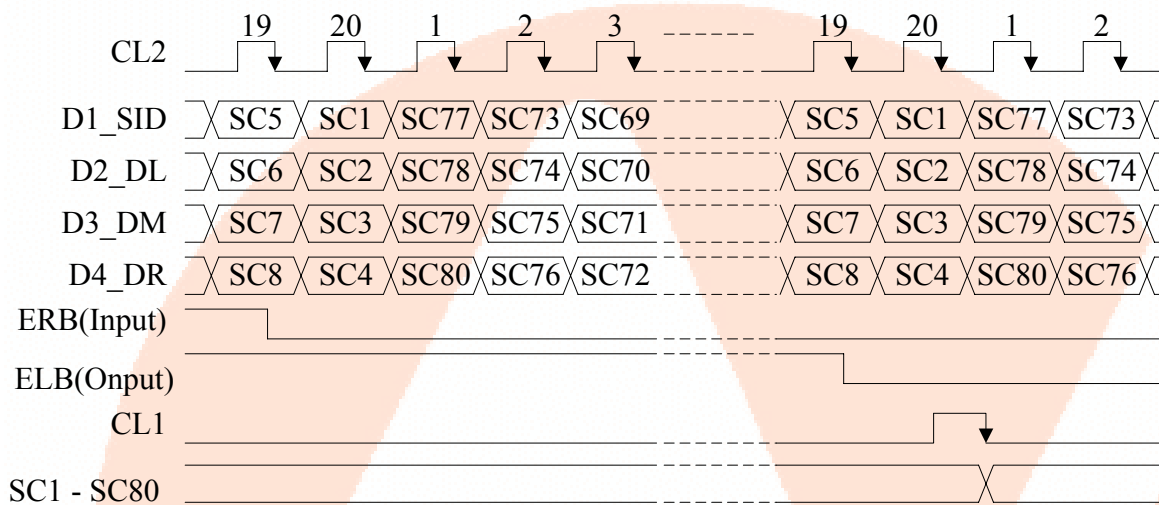 19 20 1 2 3 19 20 1 2
CL2
D1_SID SC5 SC1 SC77 SC73 SC69 SC5 SC1 SC77 SC73
D2_DL SC6 SC2 SC78 SC74 SC70 SC6 SC2 SC78 SC74
D3_DM SC7 SC3 SC79 SC75 SC71 SC7 SC3 SC79 SC75
D4_DR SC8 SC4 SC80 SC76 SC72 SC8 SC4 SC80 SC76
ERB(Input)
ELB(Onput)
CL1
SC1 - SC80